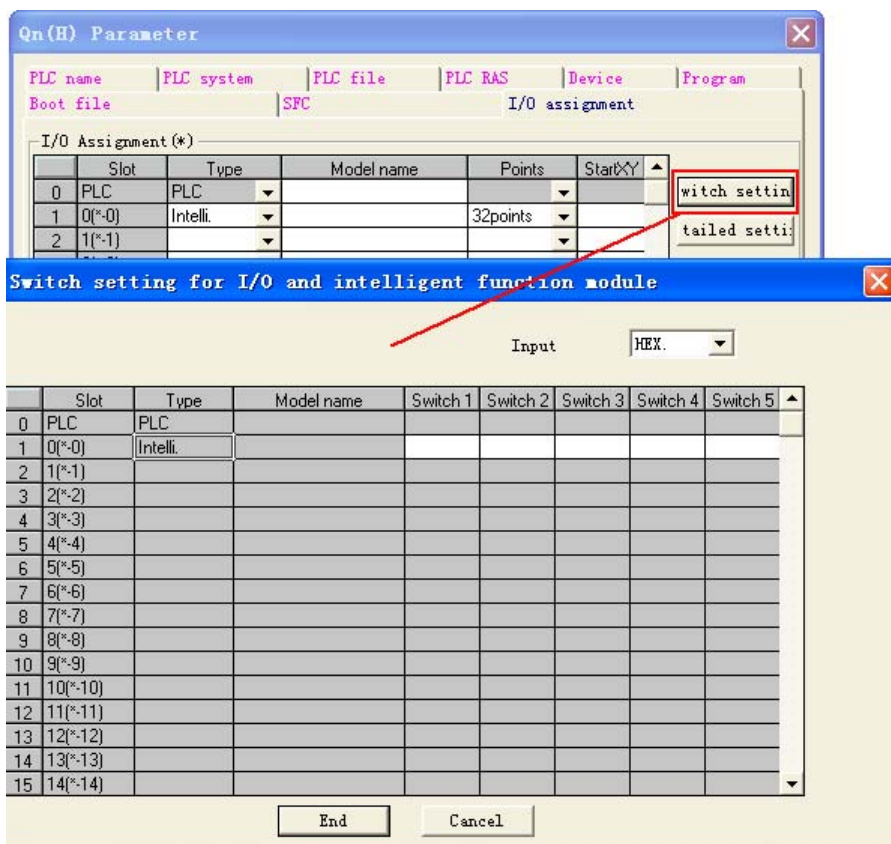 Qn(H) Parameter
PLC name PLC system PLC file PLC RAS Device Program
Boot file SFC I/O assignment
I/O Assignment(*)
Slot Type Model name Points StartXY
0 PLC PLC
1 0(*-0) Intelli. 32points
2 1(*-1)
witch settin
tailed setti
Switch setting for I/O and intelligent function module
Input HEX.
Slot Type Model name Switch 1 Switch 2 Switch 3 Switch 4 Switch 5
0 PLC PLC
1 0(*-0) Intelli.
2 1(*-1)
3 2(*-2)
4 3(*-3)
5 4(*-4)
6 5(*-5)
7 6(*-6)
8 7(*-7)
9 8(*-8)
10 9(*-9)
11 10(*-10)
12 11(*-11)
13 12(*-12)
14 13(*-13)
15 14(*-14)
End Cancel